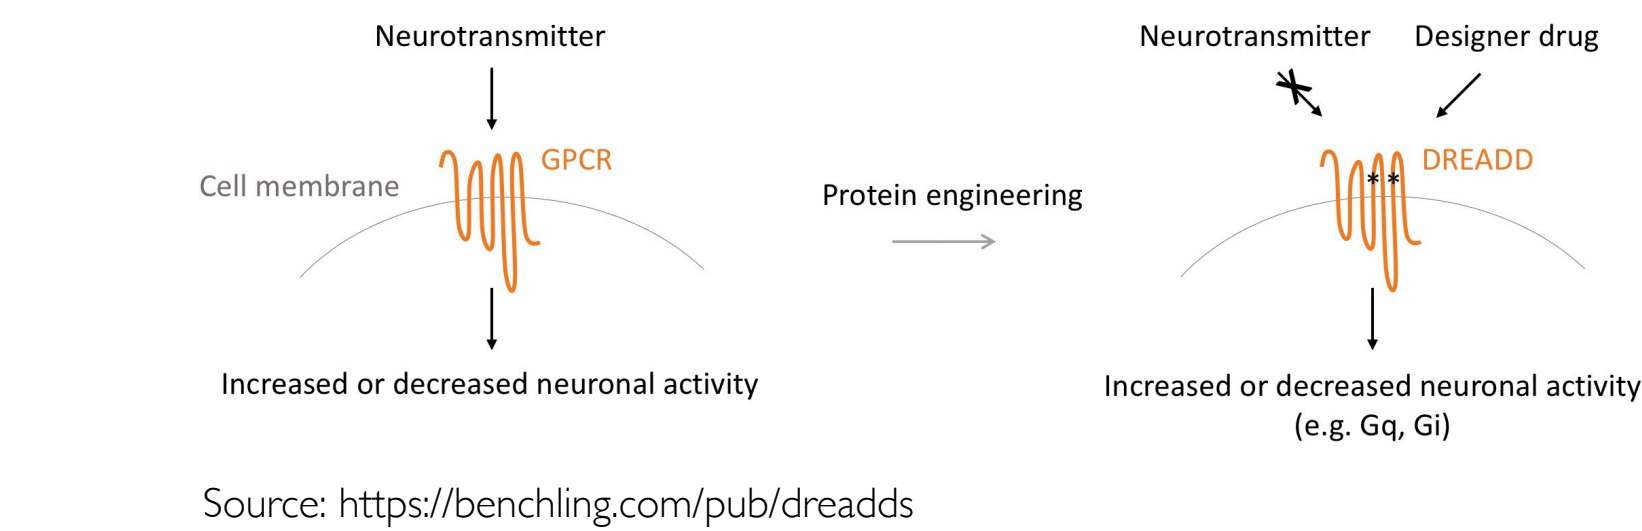 Neurotransmitter
GPCR
Cell membrane
Increased or decreased neuronal activity
Protein engineering
Neurotransmitter
Designer drug
DREADD
* *
Increased or decreased neuronal activity
(e.g. Gq, Gi)
Source: https://benchling.com/pub/dreadds